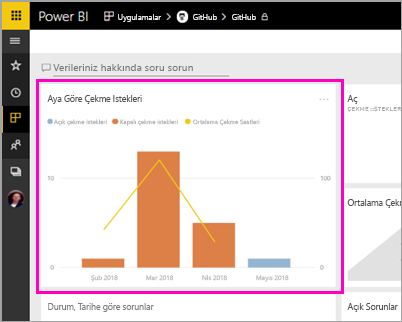 Power BI Uygulamalar > GitHub > GitHub
Verileriniz hakkında soru sorun
Aya Göre Çekme İstekleri ...
Açık çekme istekleri Kapalı çekme istekleri Ortalama Çekme Saatleri
10 100
0 0
Şub 2018 Mar 2018 Nis 2018 Mayıs 2018
Aç
ÇEKME İSTEKLER
Ortalama Çekm
Durum, Tarihe göre sorunlar
Açık Sorunlar